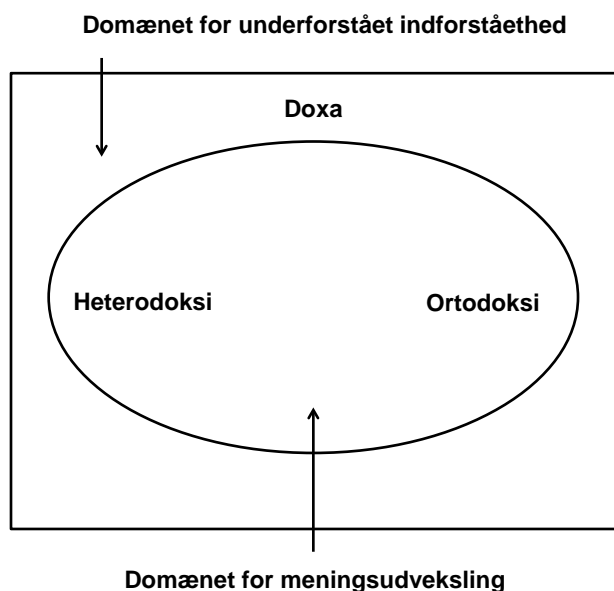 Domænet for underforstået indforståethed
Doxa
Heterodoksi
Ortodoksi
Domænet for meningsudveksling